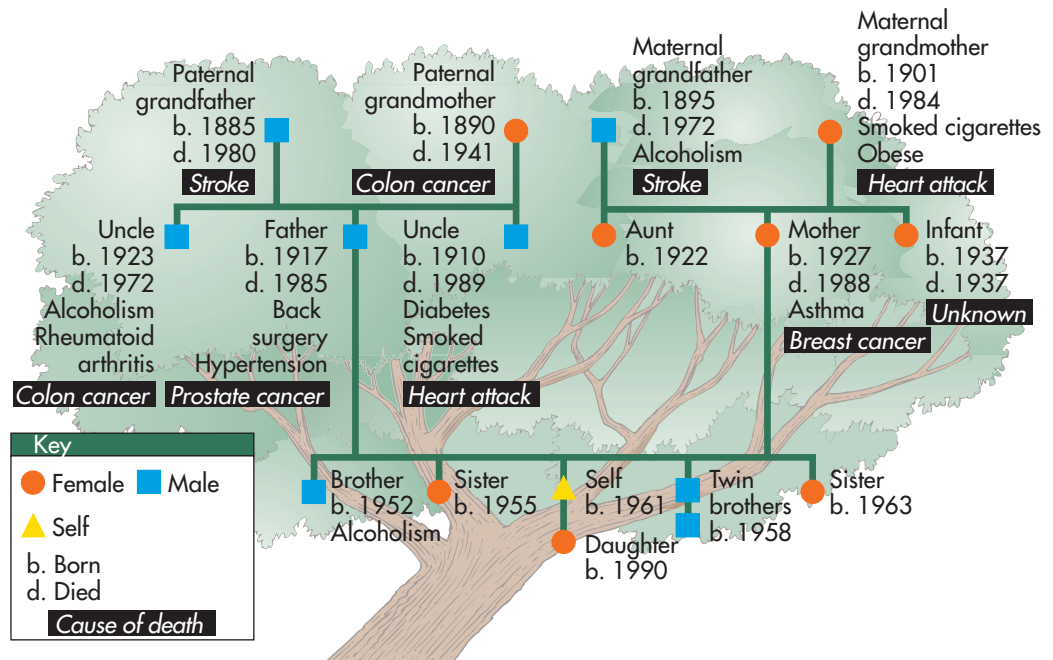 Paternal
grandfather
b. 1885
d. 1980
Stroke
Paternal
grandmother
b. 1890
d. 1941
Colon cancer
Maternal
grandfather
b. 1895
d. 1972
Alcoholism
Stroke
Maternal
grandmother
b. 1901
d. 1984
Smoked cigarettes
Obese
Heart attack
Uncle
b. 1923
d. 1972
Alcoholism
Rheumatoid
arthritis
Colon cancer
Father
b. 1917
d. 1985
Back
surgery
Hypertension
Prostate cancer
Uncle
b. 1910
d. 1989
Diabetes
Smoked
cigarettes
Heart attack
Aunt
b. 1922
Mother
b. 1927
d. 1988
Asthma
Breast cancer
Infant
b. 1937
d. 1937
Unknown
Brother
b. 1952
Alcoholism
Sister
b. 1955
Self
b. 1961
Daughter
b. 1990
Twin
brothers
b. 1958
Sister
b. 1963
Key
Female
Male
Self
b. Born
d. Died
Cause of death